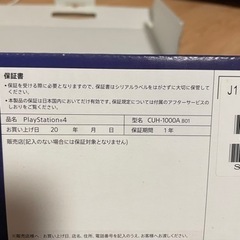 保証書
●保証を受ける際に必要となりますので、保証書はシリアルラベルをはがさずに大切に保管して
ください。
●本製品の保証は日本国内においてだけ有効です。保証規定については付属のアフターサービス
のしおりをご覧ください。
品名 PlayStation®4 型名 CUH-1000A B01
お買い上げ日 20 年 月 日 保証期間 1 年
販売店(記入のない場合には保証対象となりません)
J1